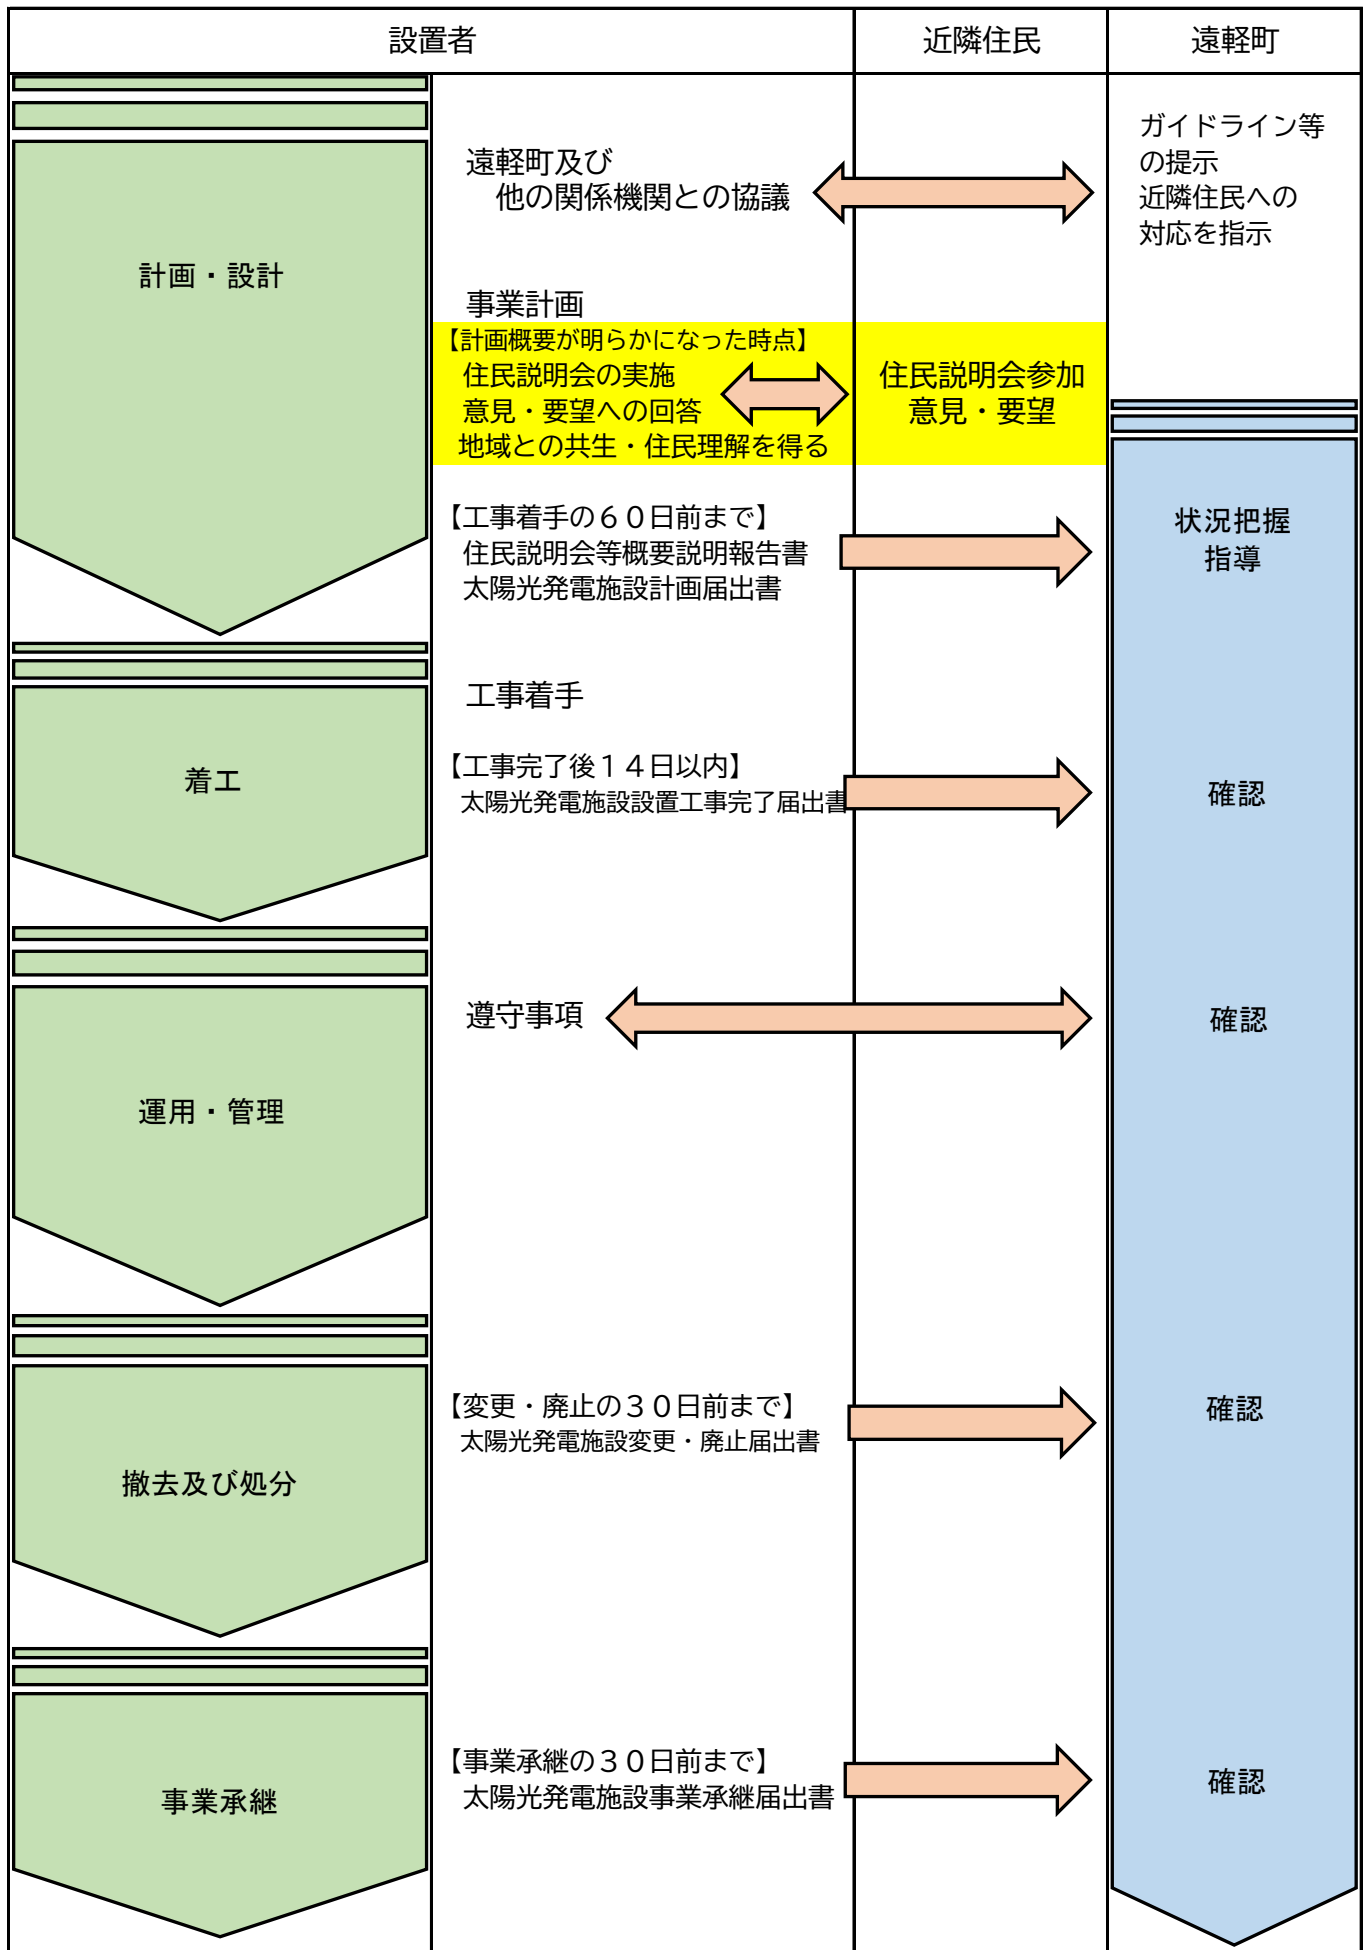 設置者
近隣住民
遠軽町
計画・設計
遠軽町及び
他の関係機関との協議
ガイドライン等
の提示
近隣住民への
対応を指示
事業計画
【計画概要が明らかになった時点】
住民説明会の実施
意見・要望への回答
地域との共生・住民理解を得る
住民説明会参加
意見・要望
【工事着手の６０日前まで】
住民説明会等概要説明報告書
太陽光発電施設計画届出書
状況把握
指導
着工
工事着手
【工事完了後１４日以内】
太陽光発電施設設置工事完了届出書
確認
運用・管理
遵守事項
確認
撤去及び処分
【変更・廃止の３０日前まで】
太陽光発電施設変更・廃止届出書
確認
事業承継
【事業承継の３０日前まで】
太陽光発電施設事業承継届出書
確認